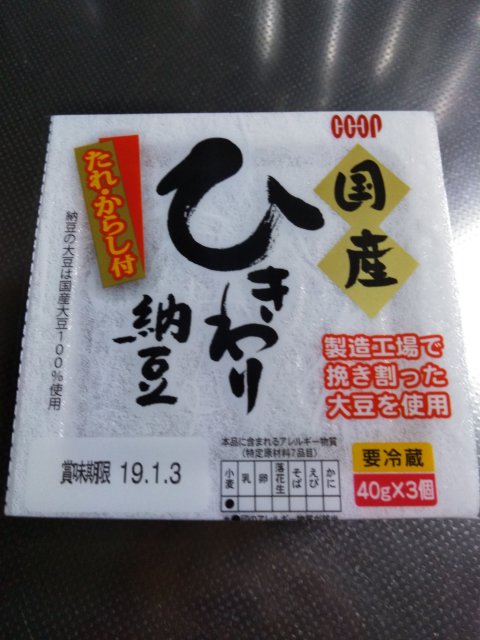 COOP
国産
たれ・からし付
ひきわり
納豆
納豆の大豆は国産大豆100%使用
製造工場で
挽き割った
大豆を使用
本品に含まれるアレルギー物質
(特定原材料7品目)
小麦 乳 卵 落花生 そば えび かに
●
賞味期限 19.1.3
要冷蔵
40g×3個